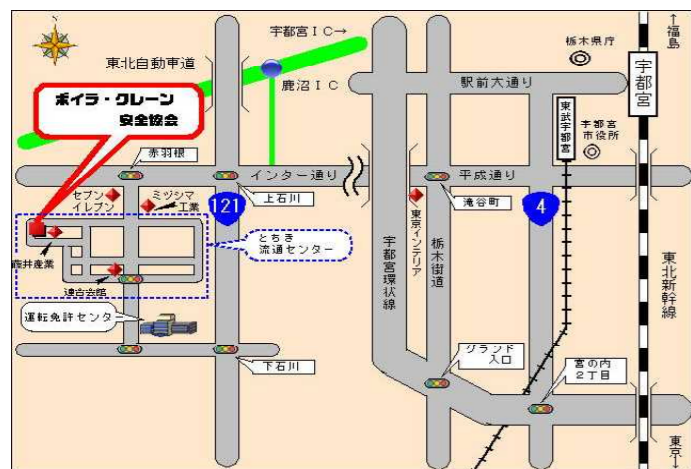 宇都宮IC→
東北自動車道
鹿沼IC
栃木県庁
↑福島
宇都宮
駅前大通り
東武宇都宮
宇都宮
市役所
ボイラ・クレーン
安全協会
赤羽根
インター通り
平成通り
セブン
イレブン
ミツシマ
工業
121
上石川
滝谷町
4
とちぎ
流通センター
藤井産業
連合会館
東京インテリア
宇都宮環状線
栃木街道
東北新幹線
運転免許センター
下石川
グランド
入口
宮の内
2丁目
東京↓